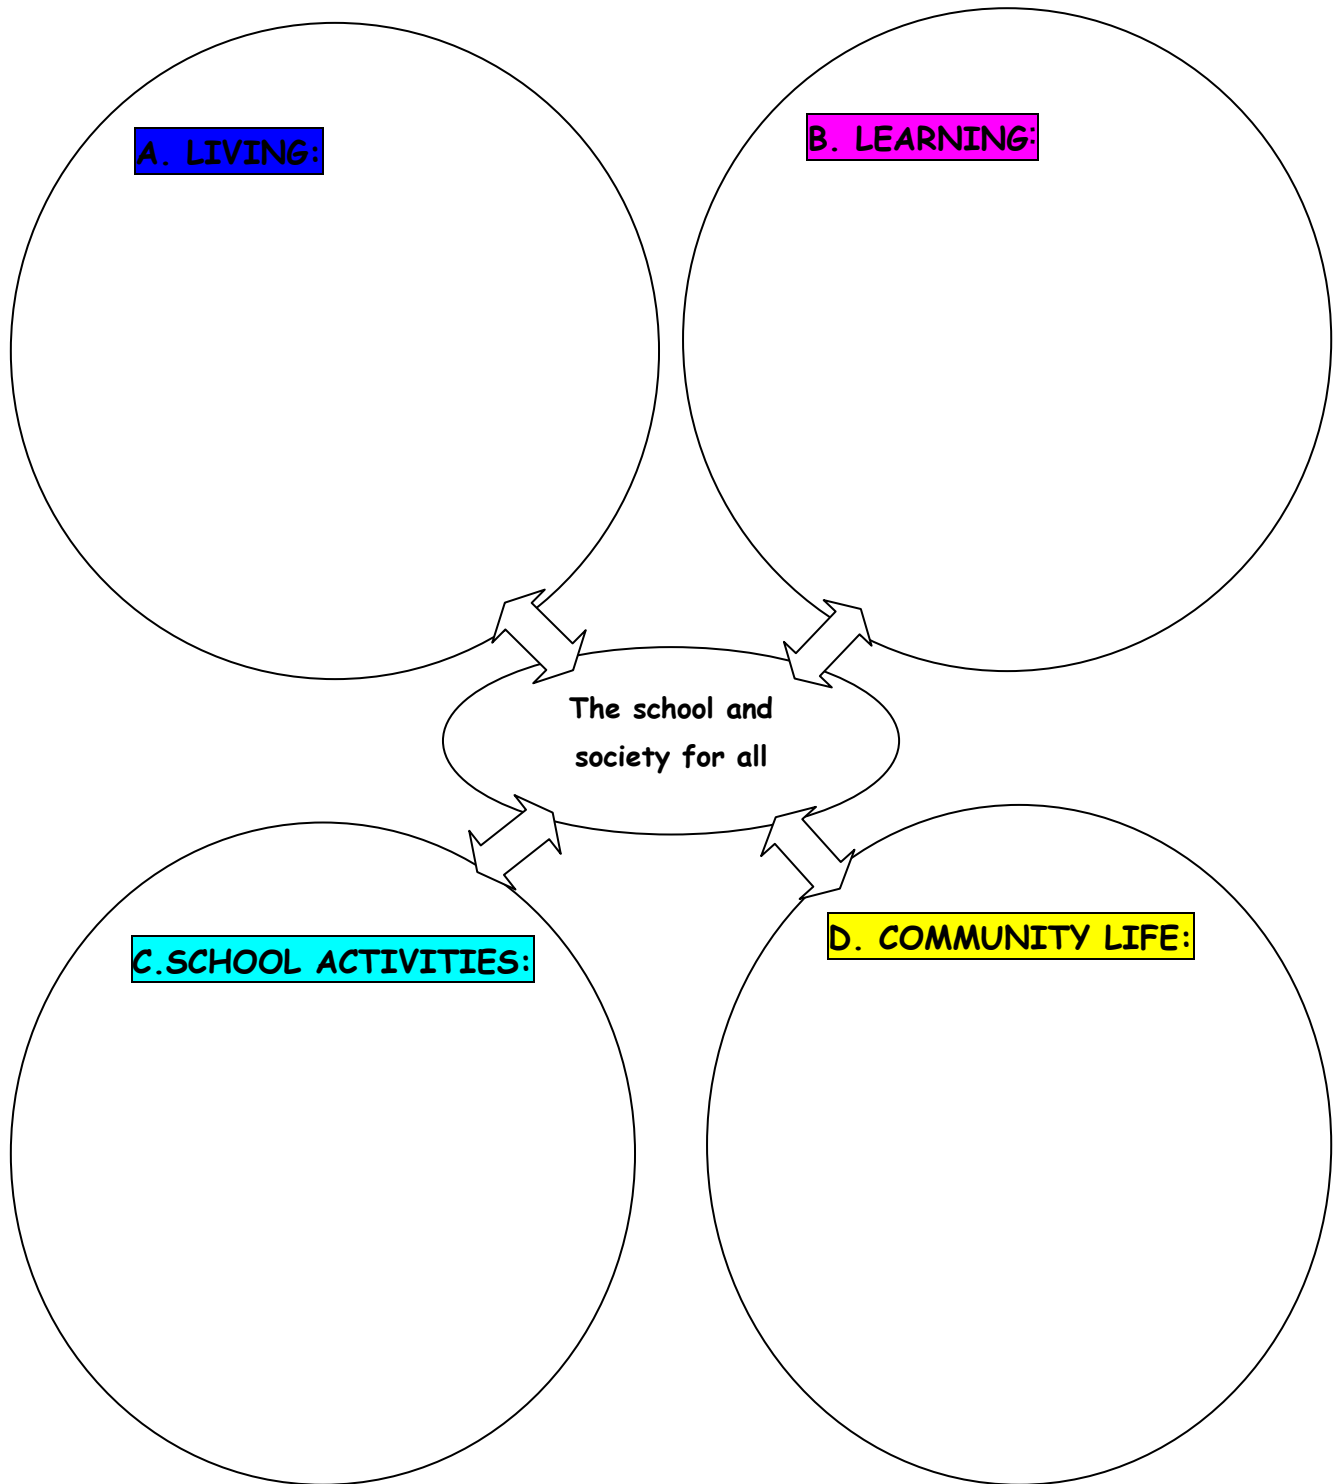 A. LIVING:
B. LEARNING:
The school and
society for all
C.SCHOOL ACTIVITIES:
D. COMMUNITY LIFE: